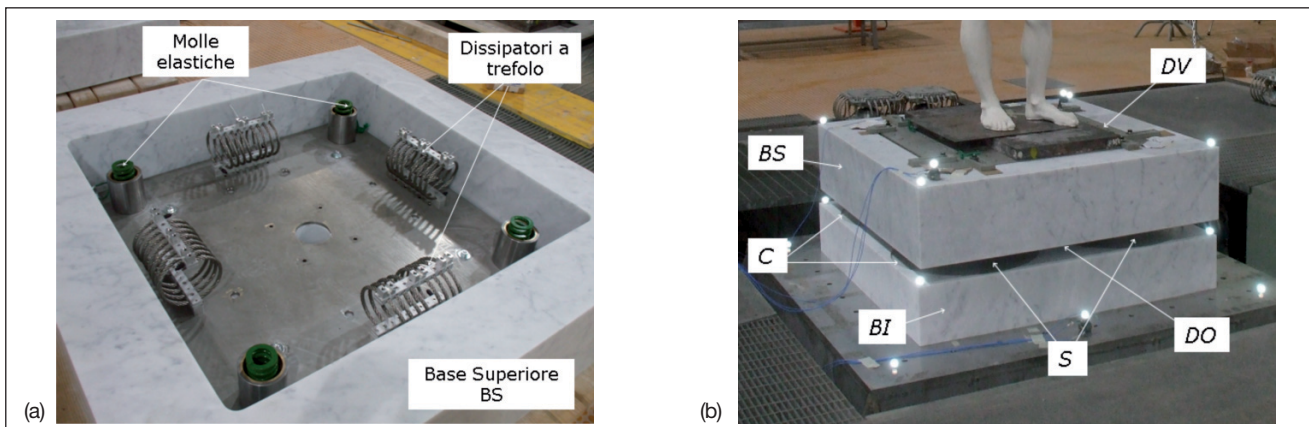 Molle
elastiche
Dissipatori a
trefolo
Base Superiore
BS
(a)
DV
BS
C
BI
S
DO
(b)